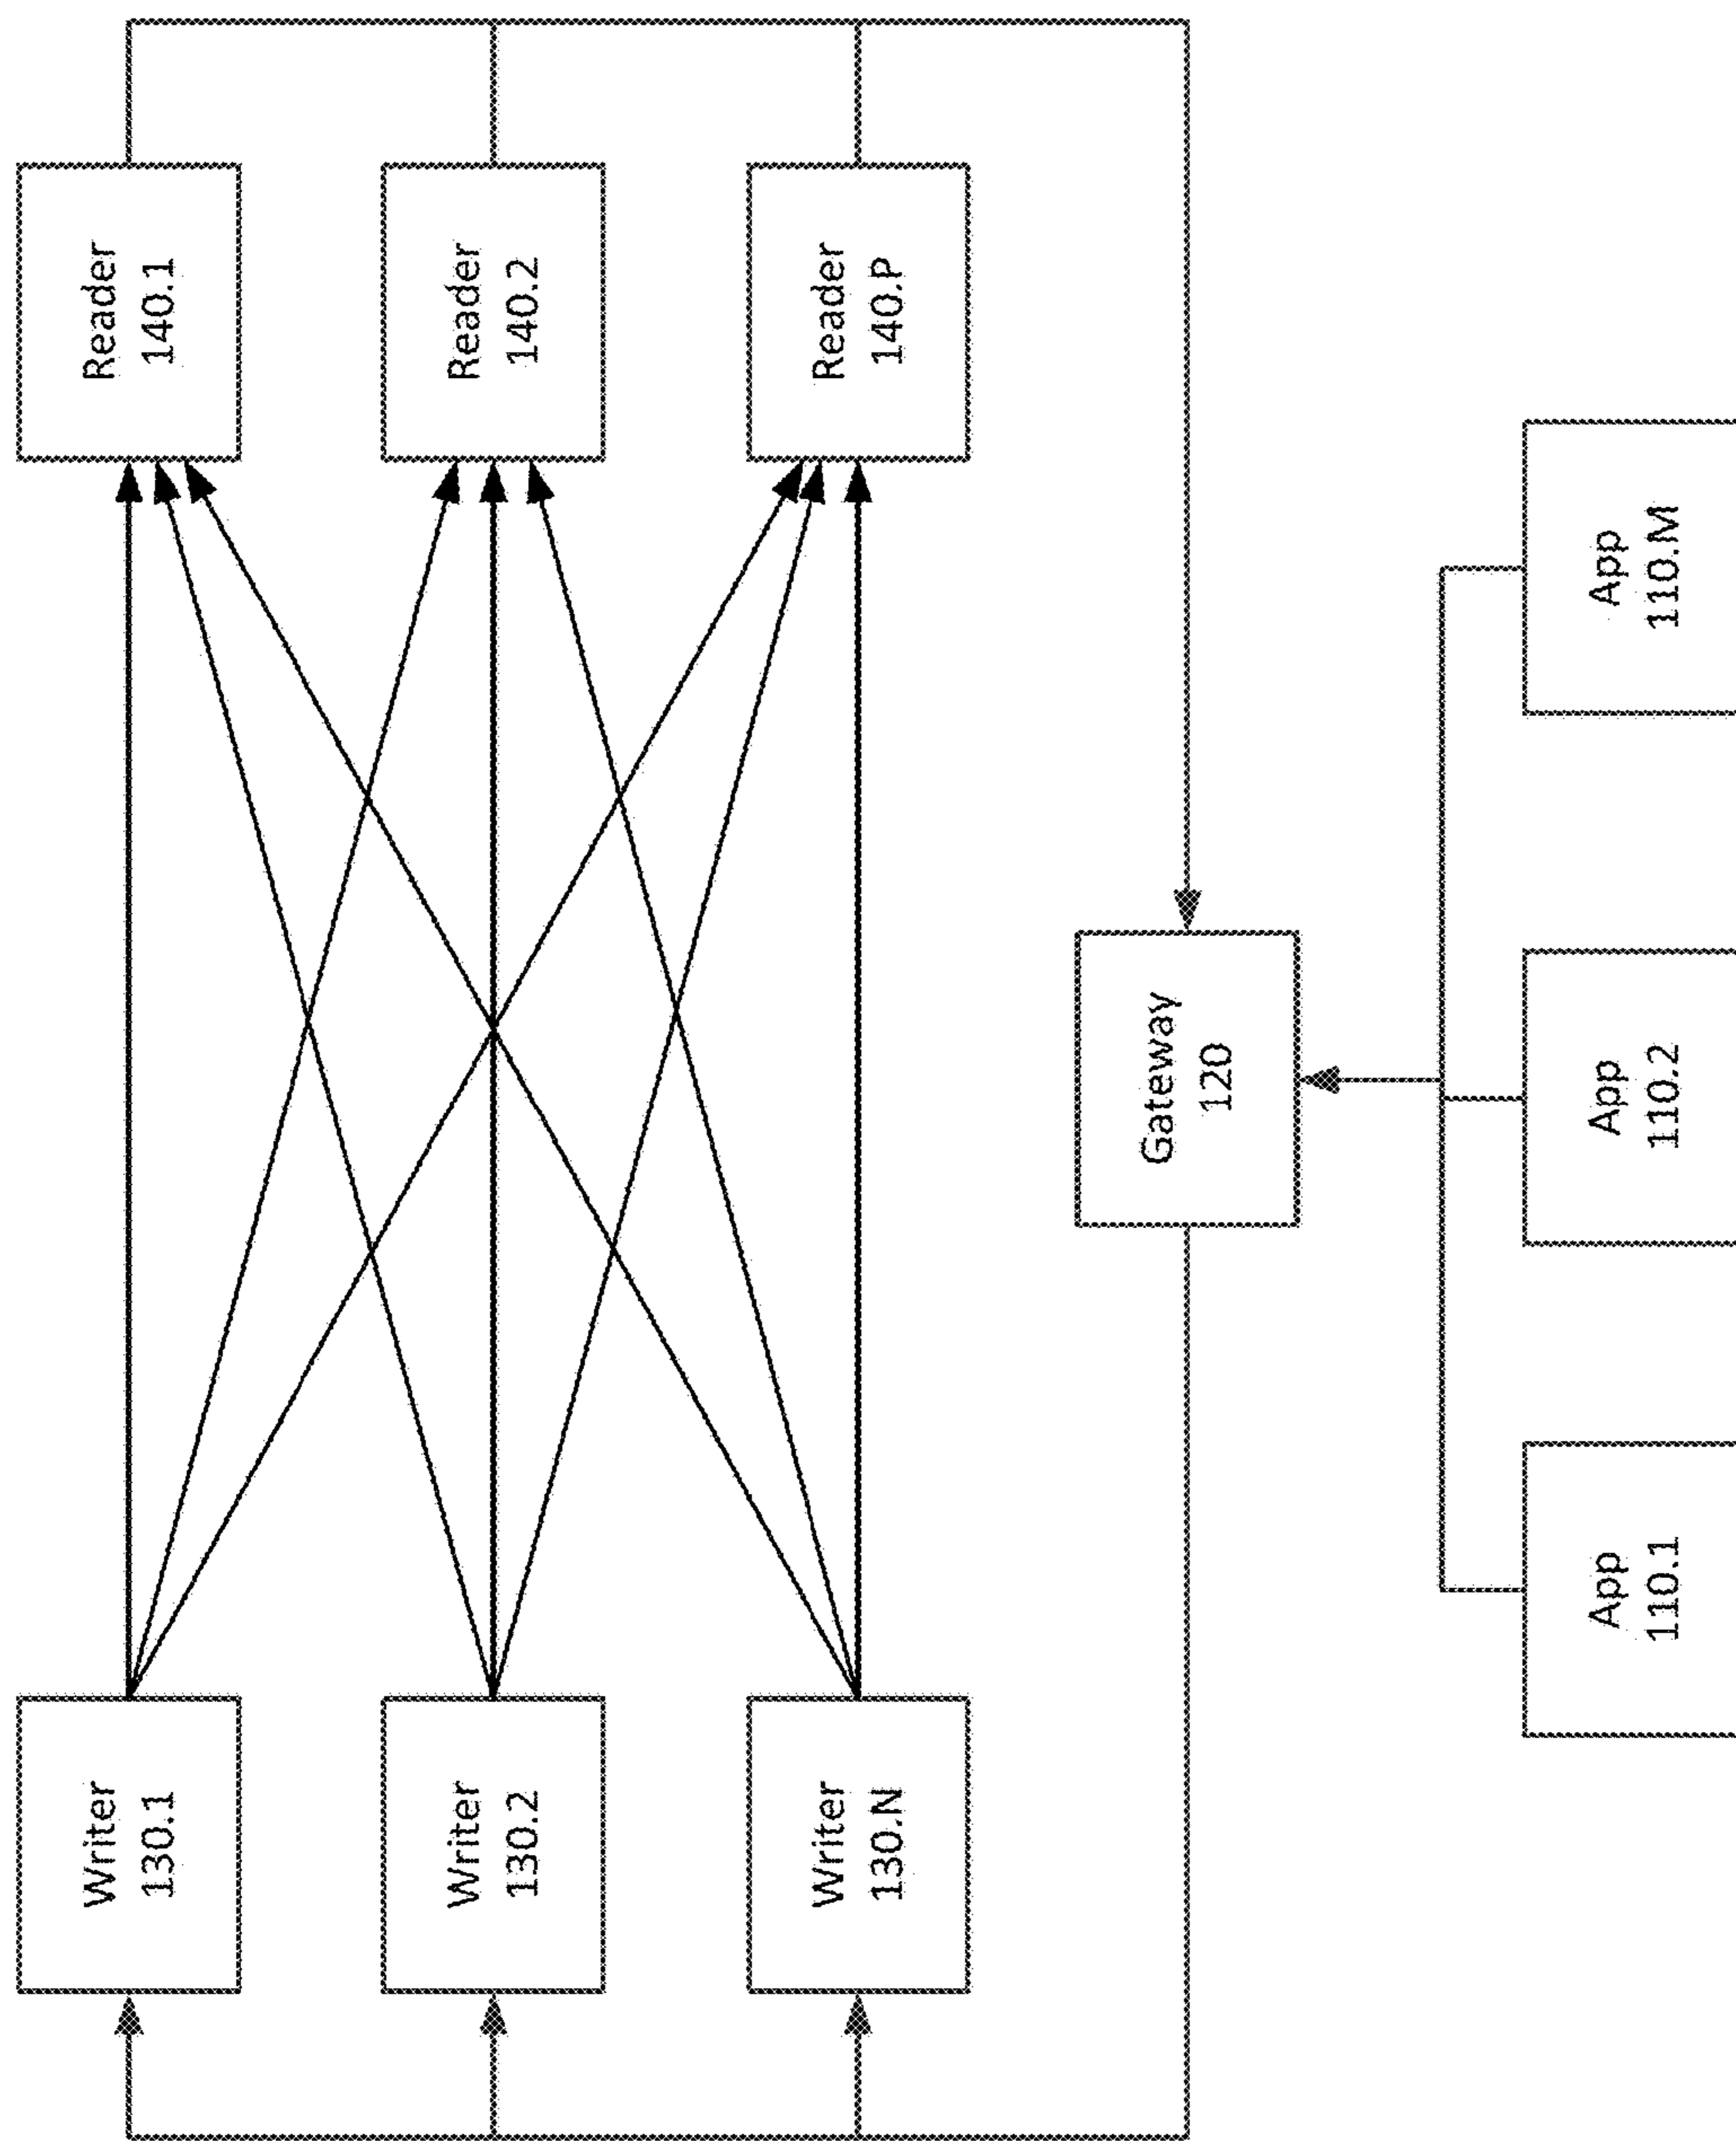 Writer
130.1
Reader
140.1
Writer
130.2
Reader
140.2
Writer
130.N
Reader
140.P
Gateway
120
App
110.1
App
110.2
App
110.M